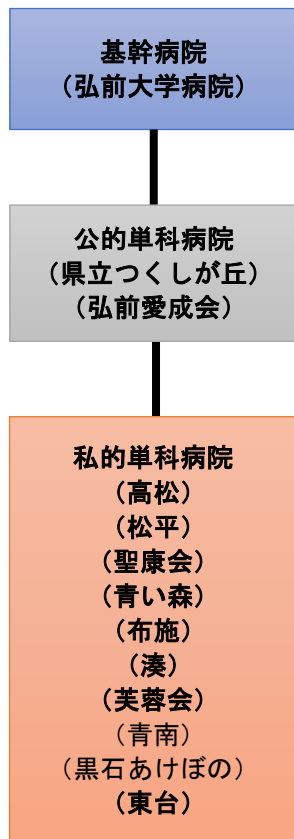 基幹病院
（弘前大学病院）
公的単科病院
（県立つくしが丘）
（弘前愛成会）
私的単科病院
（高松）
（松平）
（聖康会）
（青い森）
（布施）
（湊）
（芙蓉会）
（青南）
（黒石あけぼの）
（東台）